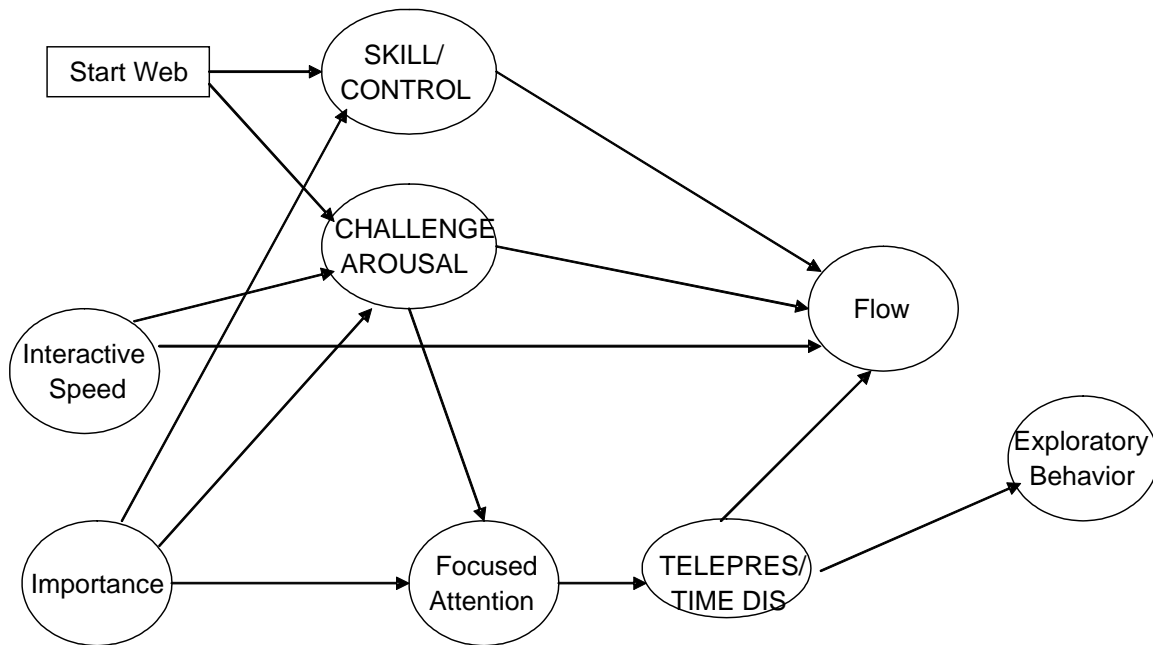 Start Web
SKILL/
CONTROL
CHALLENGE
AROUSAL
Interactive
Speed
Flow
Exploratory
Behavior
Importance
Focused
Attention
TELEPRES/
TIME DIS